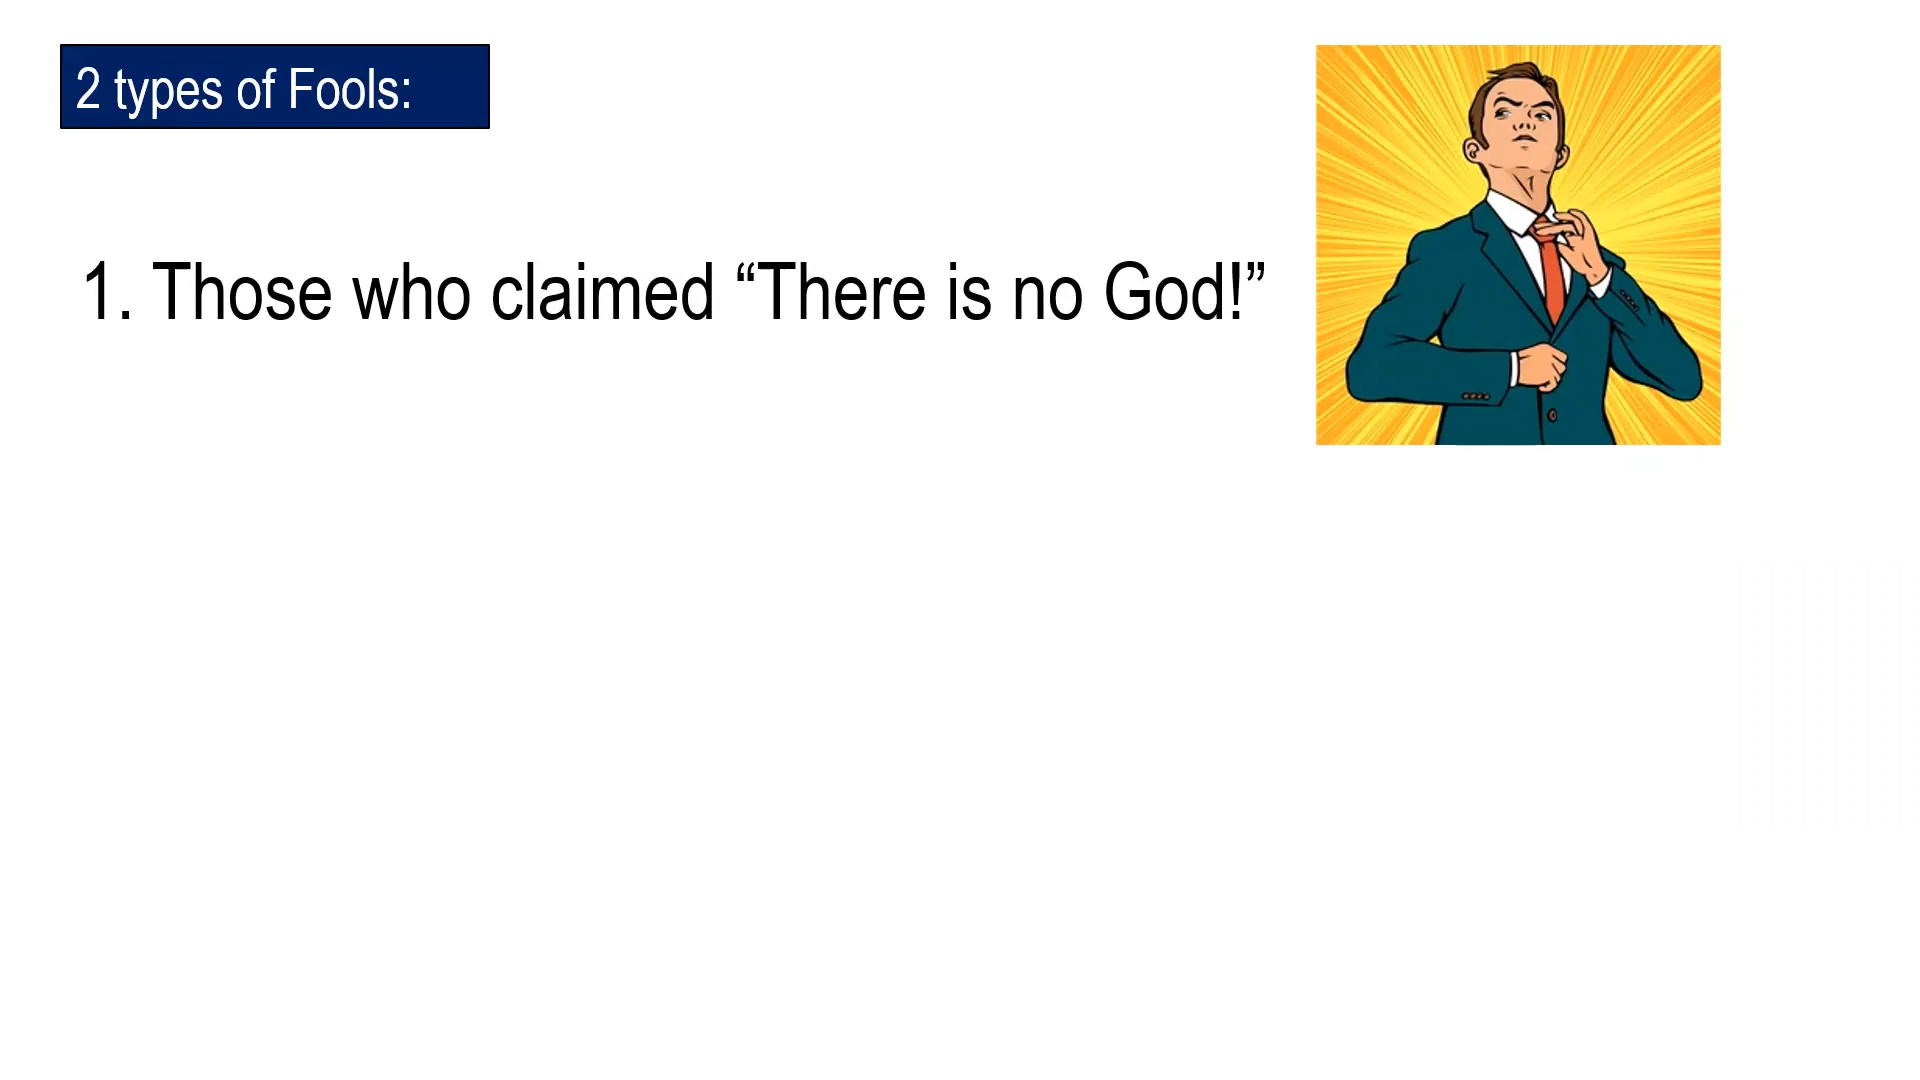 2 types of Fools:
1. Those who claimed “There is no God!”